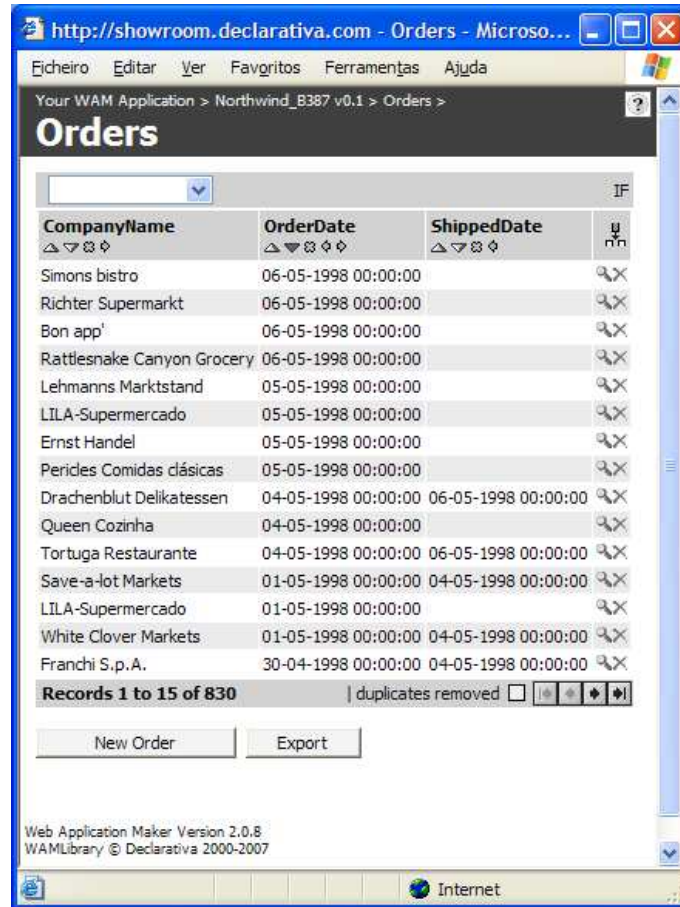 http://showroom.declarativa.com - Orders - Microso...
Ficheiro Editar Ver Favoritos Ferramentas Ajuda
Your WAM Application > Northwind_B387 v0.1 > Orders >
?
Orders
IF
CompanyName OrderDate ShippedDate
Simons bistro 06-05-1998 00:00:00
Richter Supermarkt 06-05-1998 00:00:00
Bon app' 06-05-1998 00:00:00
Rattlesnake Canyon Grocery 06-05-1998 00:00:00
Lehmanns Marktstand 05-05-1998 00:00:00
LILA-Supermercado 05-05-1998 00:00:00
Ernst Handel 05-05-1998 00:00:00
Pericles Comidas clásicas 05-05-1998 00:00:00
Drachenblut Delikatessen 04-05-1998 00:00:00 06-05-1998 00:00:00
Queen Cozinha 04-05-1998 00:00:00
Tortuga Restaurante 04-05-1998 00:00:00 06-05-1998 00:00:00
Save-a-lot Markets 01-05-1998 00:00:00 04-05-1998 00:00:00
LILA-Supermercado 01-05-1998 00:00:00
White Clover Markets 01-05-1998 00:00:00 04-05-1998 00:00:00
Franchi S.p.A. 30-04-1998 00:00:00 04-05-1998 00:00:00
Records 1 to 15 of 830 | duplicates removed
New Order Export
Web Application Maker Version 2.0.8
WAMLibrary © Declarativa 2000-2007
Internet